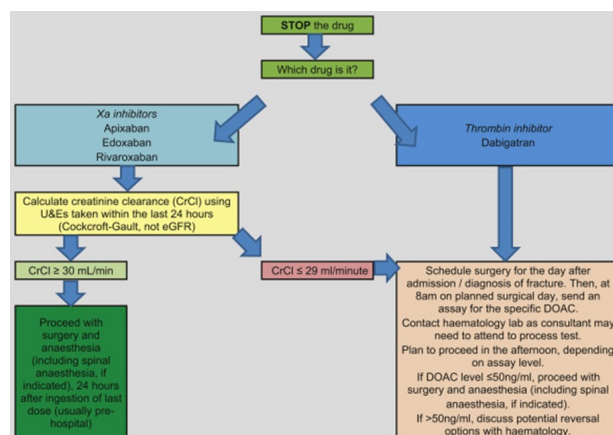 STOP the drug
Which drug is it?
Xa inhibitors
Apixaban
Edoxaban
Rivaroxaban
Thrombin inhibitor
Dabigatran
Calculate creatinine clearance (CrCl) using
U&Es taken within the last 24 hours
(Cockcroft-Gault, not eGFR)
CrCl ≥ 30 mL/min
CrCl ≤ 29 ml/minute
Proceed with
surgery and
anaesthesia
(including spinal
anaesthesia, if
indicated), 24 hours
after ingestion of last
dose (usually pre-
hospital)
Schedule surgery for the day after
admission / diagnosis of fracture. Then, at
8am on planned surgical day, send an
assay for the specific DOAC.
Contact haematology lab as consultant may
need to attend to process test.
Plan to proceed in the afternoon, depending
on assay level.
If DOAC level ≤50ng/ml, proceed with
surgery and anaesthesia (including spinal
anaesthesia, if indicated).
If >50ng/ml, discuss potential reversal
options with haematology.